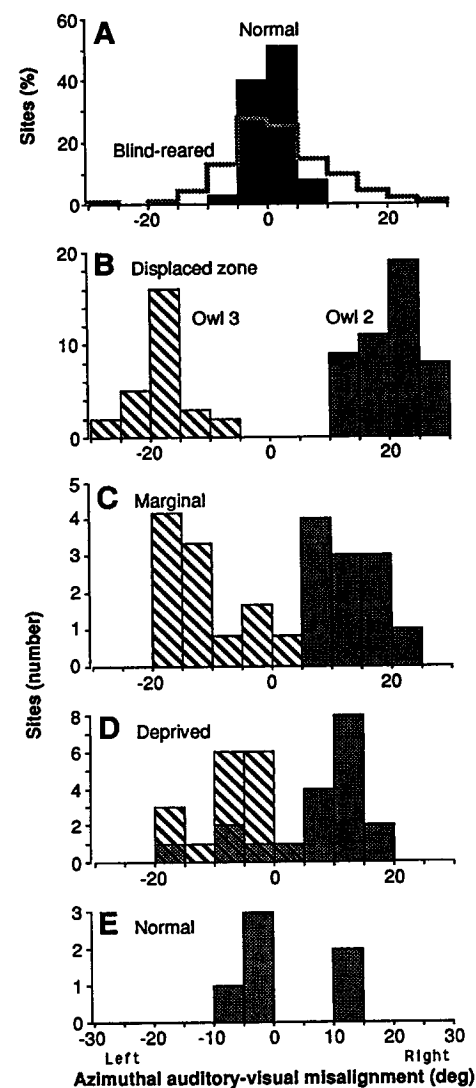 A
Normal
Blind-reared
Sites (%)
60
40
20
0
-20
0
20
B
Displaced zone
Owl 3
Owl 2
20
10
0
-20
0
20
C
Marginal
5
4
3
2
1
0
-20
0
20
Sites (number)
D
Deprived
8
6
4
2
0
-20
0
20
E
Normal
3
2
1
0
-30
-20
-10
0
10
20
30
Left
Right
Azimuthal auditory-visual misalignment (deg)